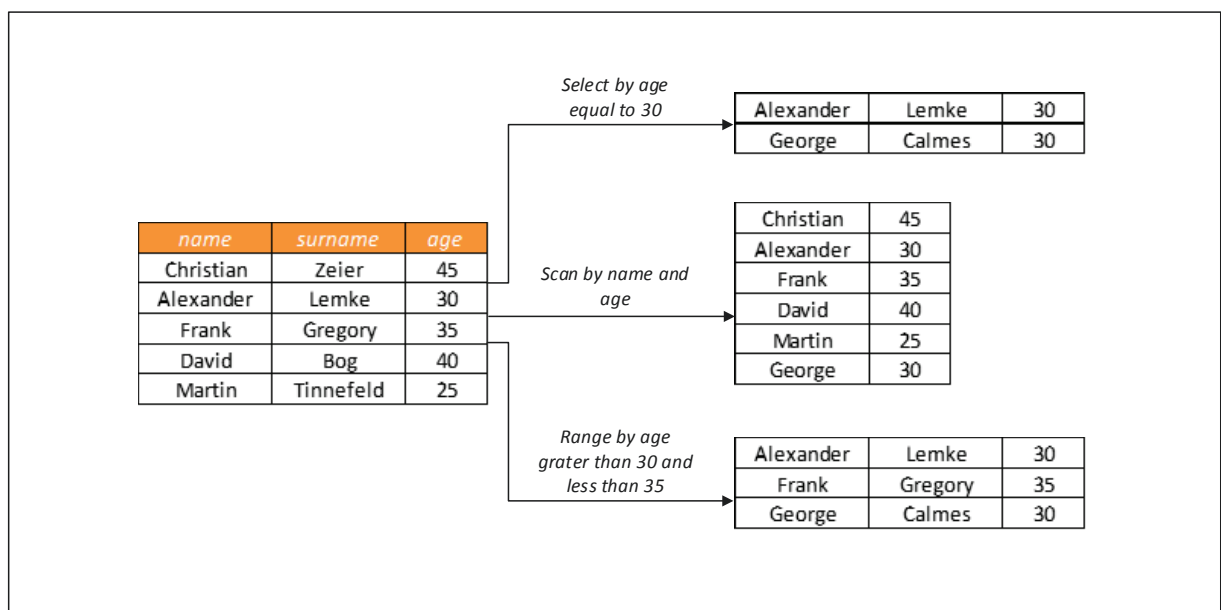 Select by age
equal to 30
Alexander Lemke 30
George Calmes 30
name surname age
Christian Zeier 45
Alexander Lemke 30
Frank Gregory 35
David Bog 40
Martin Tinnefeld 25
Scan by name and
age
Christian 45
Alexander 30
Frank 35
David 40
Martin 25
George 30
Range by age
grater than 30 and
less than 35
Alexander Lemke 30
Frank Gregory 35
George Calmes 30